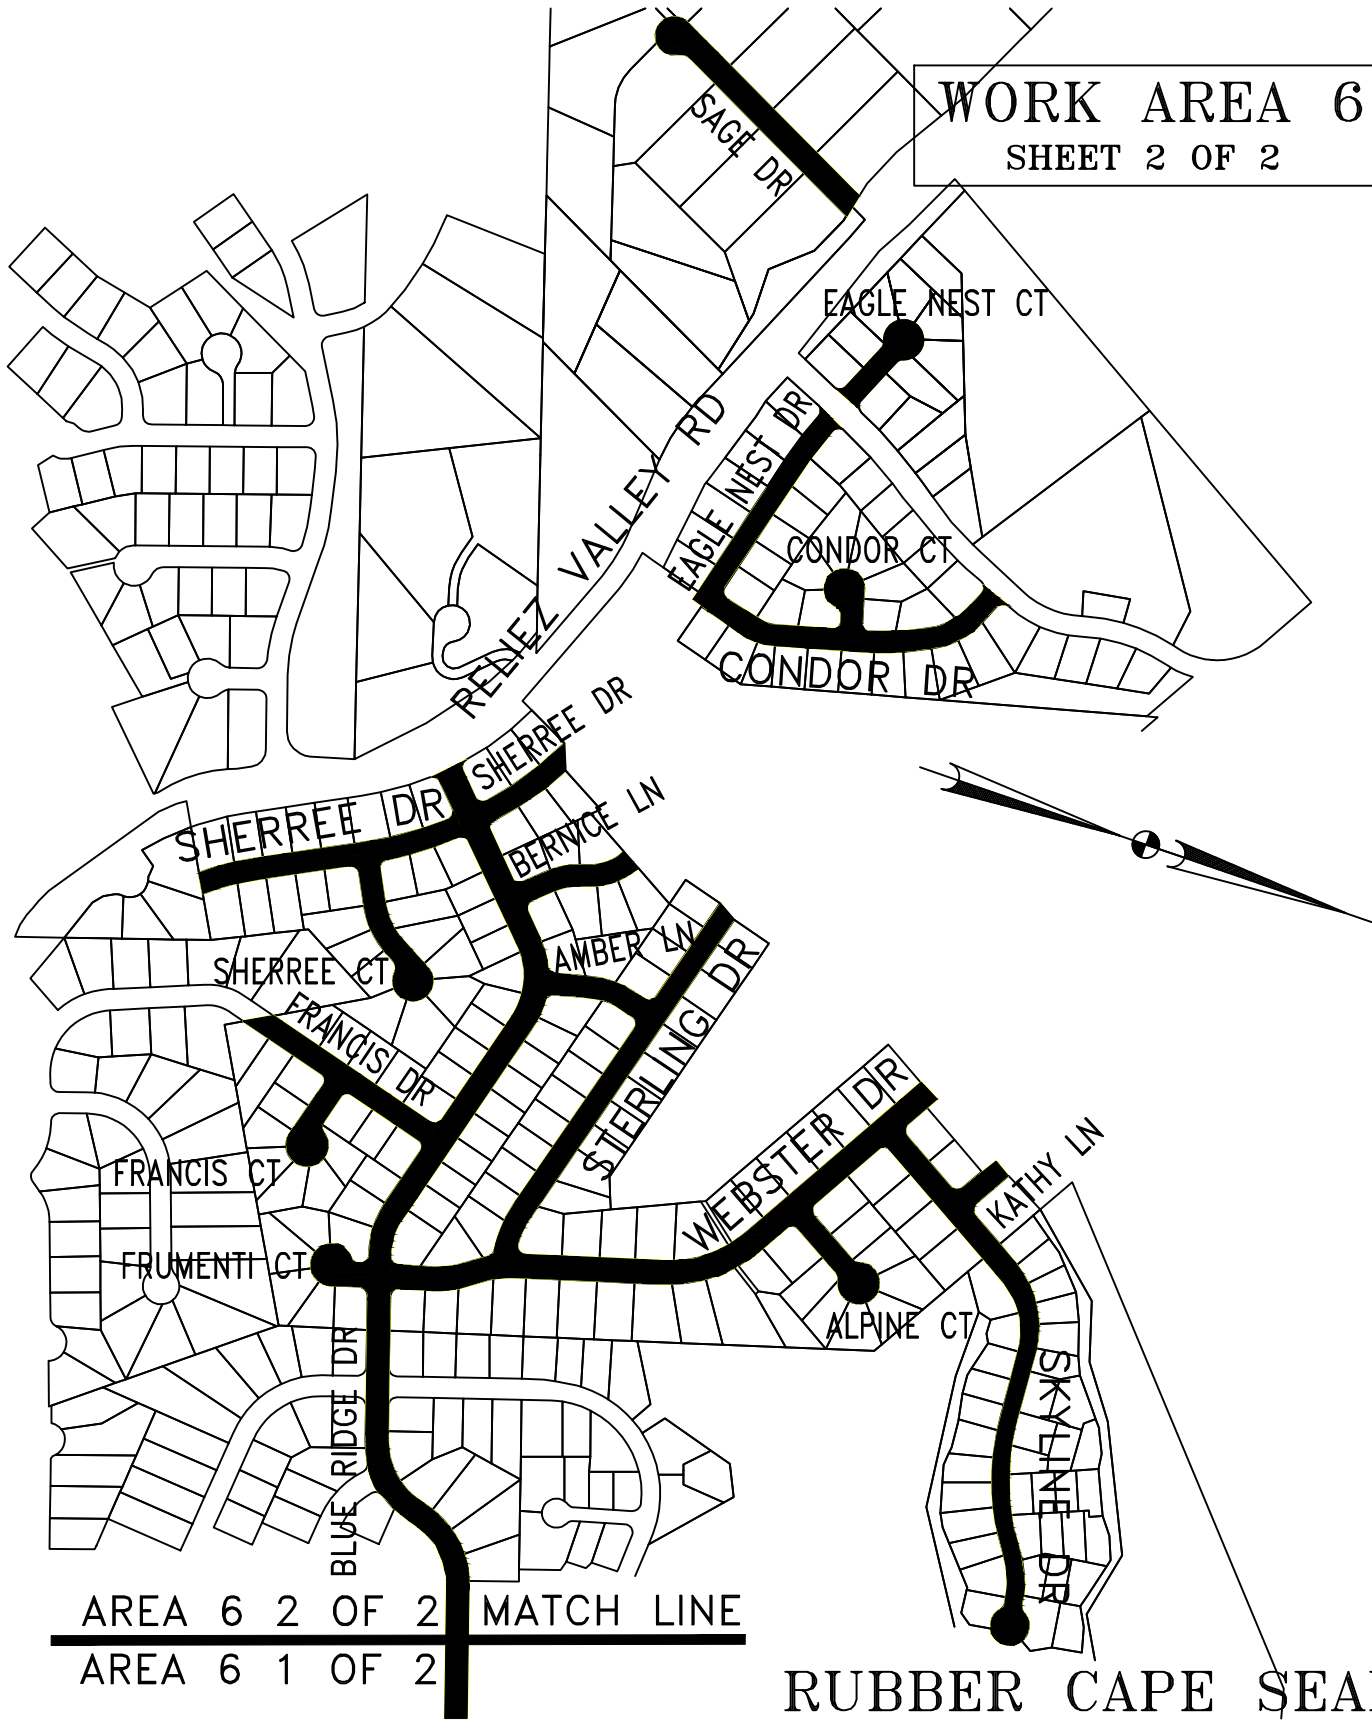 WORK AREA 6
SHEET 2 OF 2
SAGE DR
EAGLE NEST CT
EAGLE NEST DR
RELIEZ VALLEY RD
CONDOR CT
CONDOR DR
SHERREE DR
SHERREE DR
BERNICE LN
AMBER LN
SHERREE CT
FRANCIS DR
STERLING DR
WEBSTER DR
KATHY LN
FRANCIS CT
FRUMENTI CT
ALPINE CT
BLUE RIDGE DR
SKYLINE DR
AREA 6 2 OF 2 MATCH LINE
AREA 6 1 OF 2
RUBBER CAPE SEA